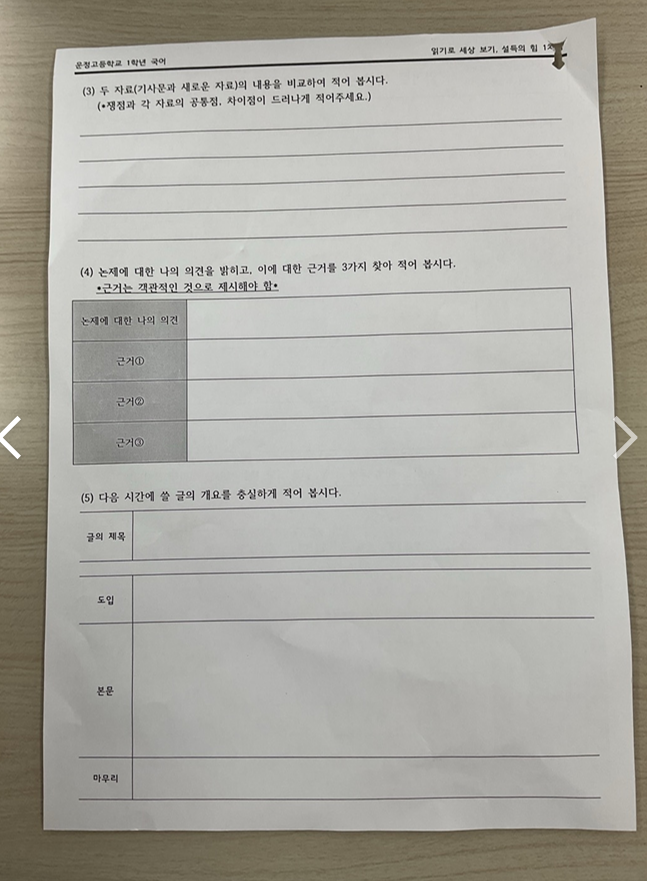 운정고등학교 1학년 국어
읽기로 세상 보기, 설득의 힘
(3) 두 자료(기사문과 새로운 자료)의 내용을 비교하여 적어 봅시다.
(*쟁점과 각 자료의 공통점, 차이점이 드러나게 적어주세요.)
(4) 논제에 대한 나의 의견을 밝히고, 이에 대한 근거를 3가지 찾아 적어 봅시다.
*근거는 객관적인 것으로 제시해야 함*
논제에 대한 나의 의견
근거①
근거②
근거③
(5) 다음 시간에 쓸 글의 개요를 충실하게 적어 봅시다.
글의 제목
도입
본문
마무리